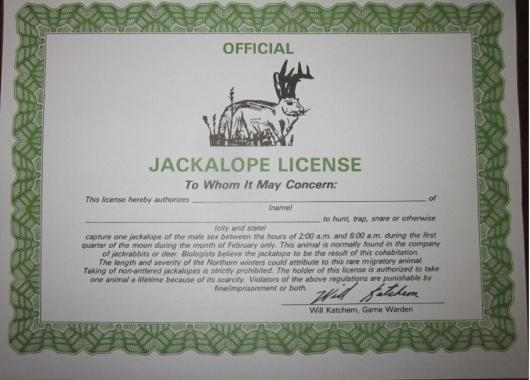 OFFICIAL
JACKALOPE LICENSE
To Whom It May Concern:
This license hereby authorizes of
(name)
to hunt, trap, snare or otherwise
(city and state)
capture one jackalope of the male sex between the hours of 2:00 a.m. and 6:00 a.m. during the first
quarter of the moon during the month of February only. This animal is normally found in the company
of jackrabbits or deer. Biologists believe the jackalope to be the result of this cohabitation.
The length and severity of the Northern winters could attribute to this rare migratory animal.
Taking of non-antlered jackalopes is strictly prohibited. The holder of this license is authorized to take
one animal a lifetime because of its scarcity. Violators of the above regulations are punishable by
fine/imprisonment or both.
Will Katchem
Will Katchem, Game Warden